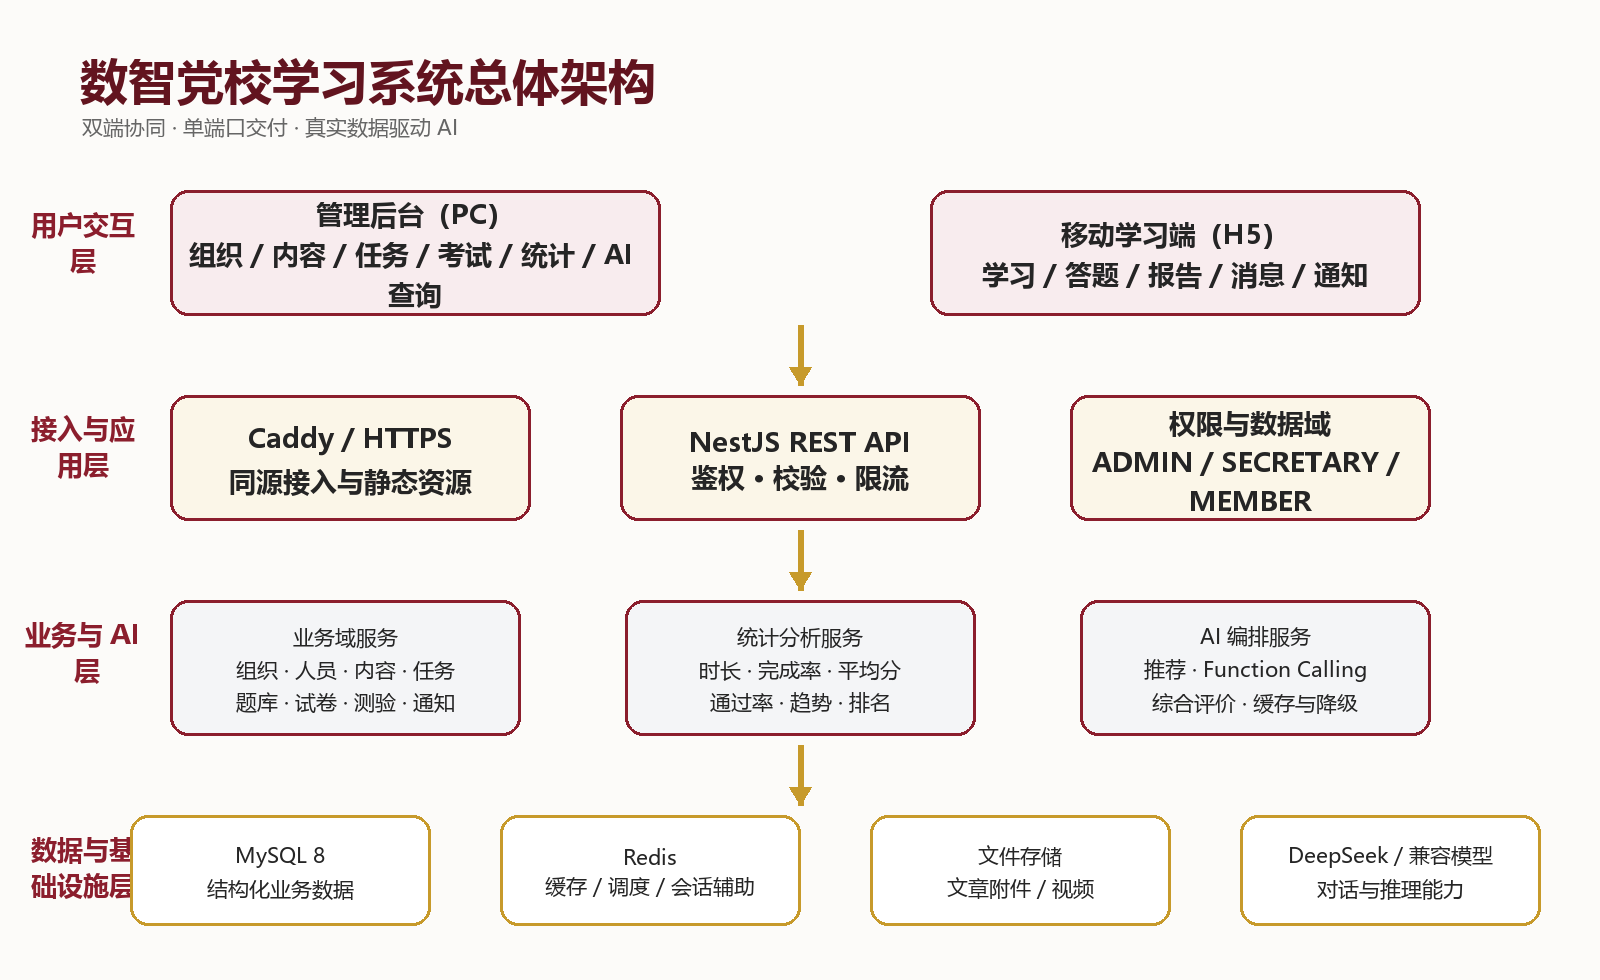 数智党校学习系统总体架构
双端协同 · 单端口交付 · 真实数据驱动 AI
用户交互
层
管理后台（PC）
组织 / 内容 / 任务 / 考试 / 统计 / AI
查询
移动学习端（H5）
学习 / 答题 / 报告 / 消息 / 通知
接入与应
用层
Caddy / HTTPS
同源接入与静态资源
NestJS REST API
鉴权 • 校验 • 限流
权限与数据域
ADMIN / SECRETARY /
MEMBER
业务与 AI
层
业务域服务
组织 · 人员 · 内容 · 任务
题库 · 试卷 · 测验 · 通知
统计分析服务
时长 · 完成率 · 平均分
通过率 · 趋势 · 排名
AI 编排服务
推荐 · Function Calling
综合评价 · 缓存与降级
数据与基
础设施层
MySQL 8
结构化业务数据
Redis
缓存 / 调度 / 会话辅助
文件存储
文章附件 / 视频
DeepSeek / 兼容模型
对话与推理能力